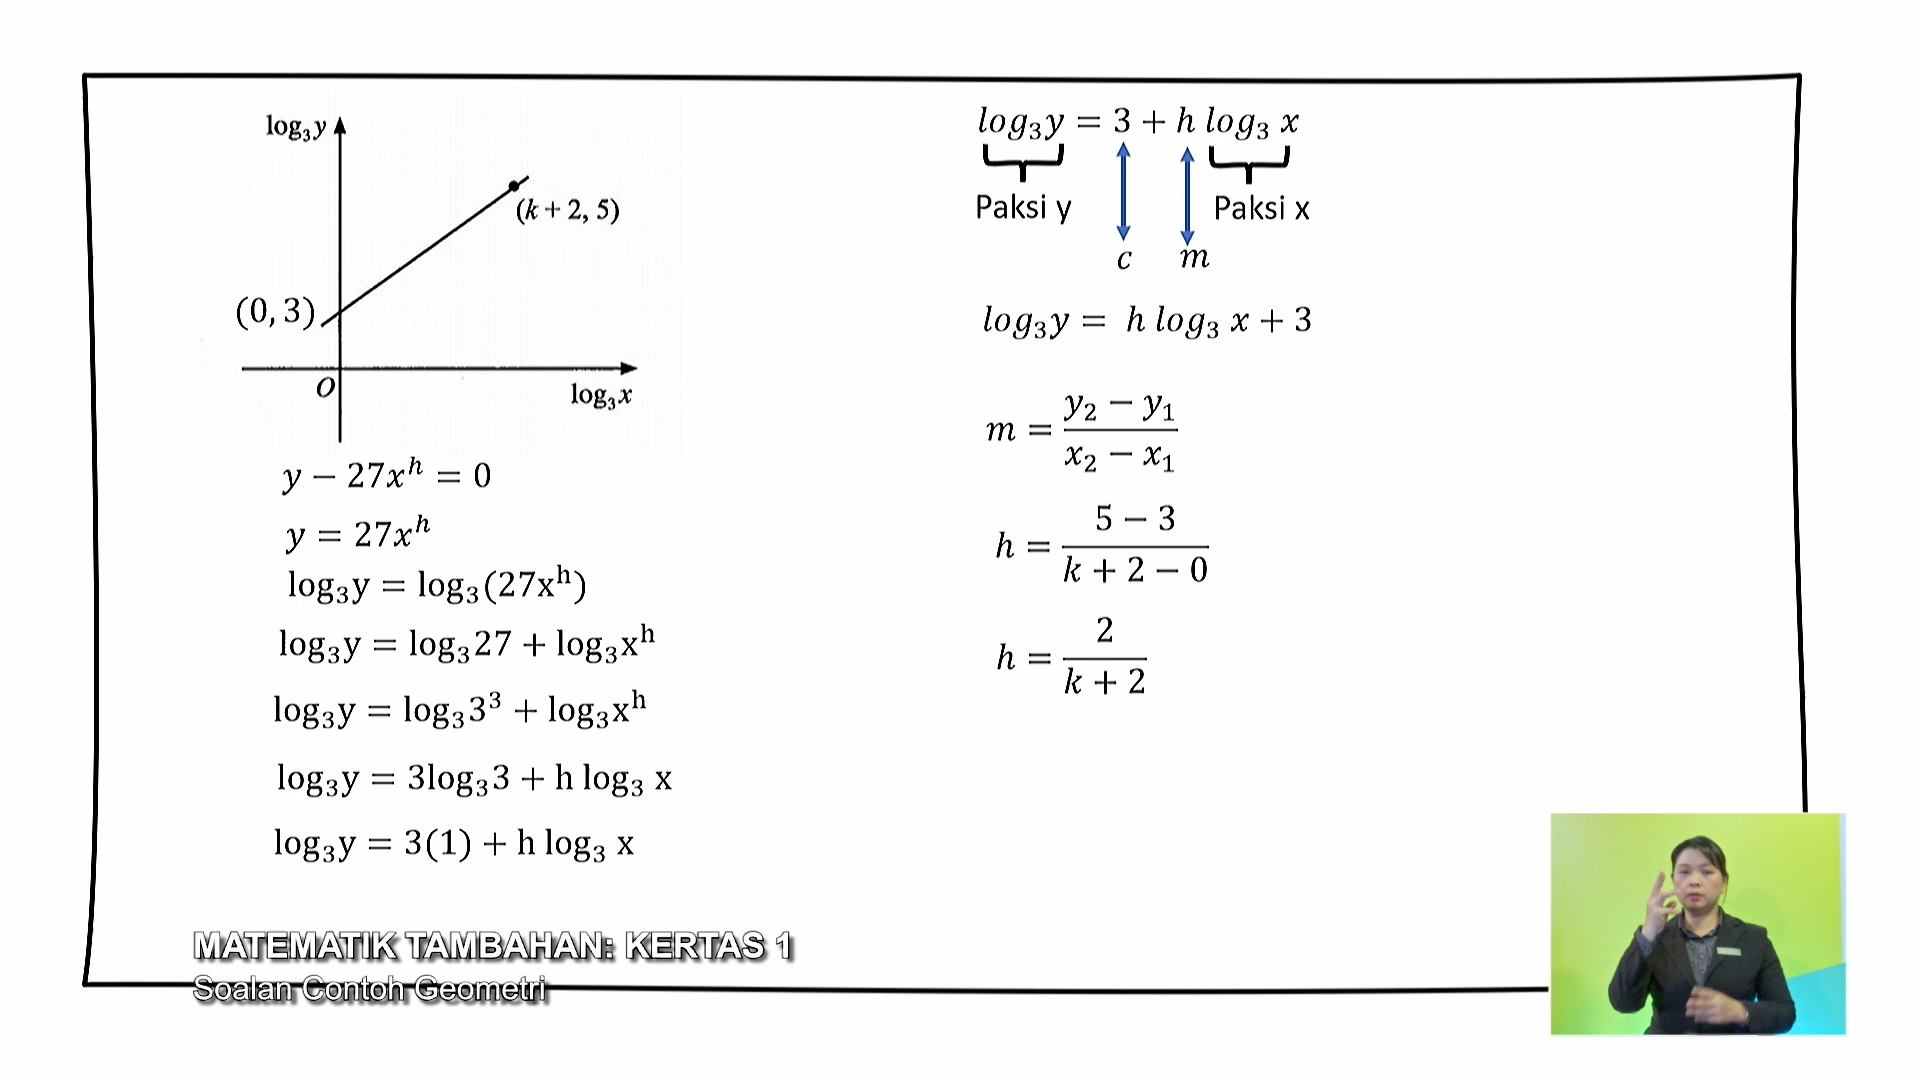 log₃y
(k + 2, 5)
(0, 3)
O
log₃x
y − 27xʰ = 0
y = 27xʰ
log₃y = log₃(27xʰ)
log₃y = log₃27 + log₃xʰ
log₃y = log₃3³ + log₃xʰ
log₃y = 3log₃3 + h log₃ x
log₃y = 3(1) + h log₃ x
log₃y = 3 + h log₃ x
Paksi y
Paksi x
c
m
log₃y = h log₃ x + 3
m = (y₂ − y₁)/(x₂ − x₁)
h = (5 − 3)/(k + 2 − 0)
h = 2/(k + 2)
MATEMATIK TAMBAHAN: KERTAS 1
Soalan Contoh Geometri